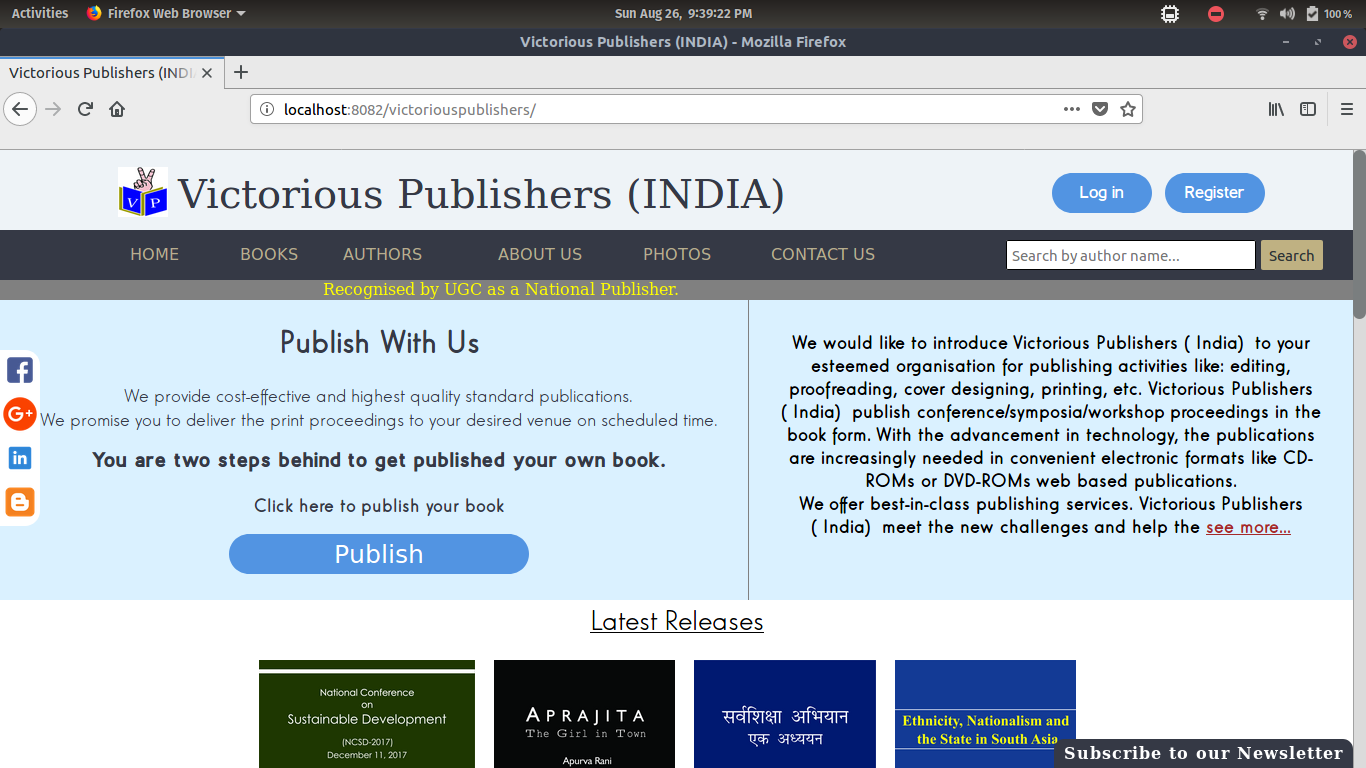 Activities Firefox Web Browser Sun Aug 26, 9:39:22 PM 100 %
Victorious Publishers (INDIA) - Mozilla Firefox
Victorious Publishers (INDI
localhost:8082/victoriouspublishers/
V P
Victorious Publishers (INDIA)
Log in Register
HOME BOOKS AUTHORS ABOUT US PHOTOS CONTACT US Search by author name... Search
Recognised by UGC as a National Publisher.
Publish With Us
We provide cost-effective and highest quality standard publications.
We promise you to deliver the print proceedings to your desired venue on scheduled time.
You are two steps behind to get published your own book.
Click here to publish your book
Publish
We would like to introduce Victorious Publishers ( India) to your
esteemed organisation for publishing activities like: editing,
proofreading, cover designing, printing, etc. Victorious Publishers
( India) publish conference/symposia/workshop proceedings in the
book form. With the advancement in technology, the publications
are increasingly needed in convenient electronic formats like CD-
ROMs or DVD-ROMs web based publications.
We offer best-in-class publishing services. Victorious Publishers
( India) meet the new challenges and help the see more...
f
G+
in
Latest Releases
National Conference
on
Sustainable Development
(NCSD-2017)
December 11, 2017
APRAJITA
The Girl in Town
Apurva Rani
सर्वशिक्षा अभियान
एक अध्ययन
Ethnicity, Nationalism and
the State in South Asia
Subscribe to our Newsletter